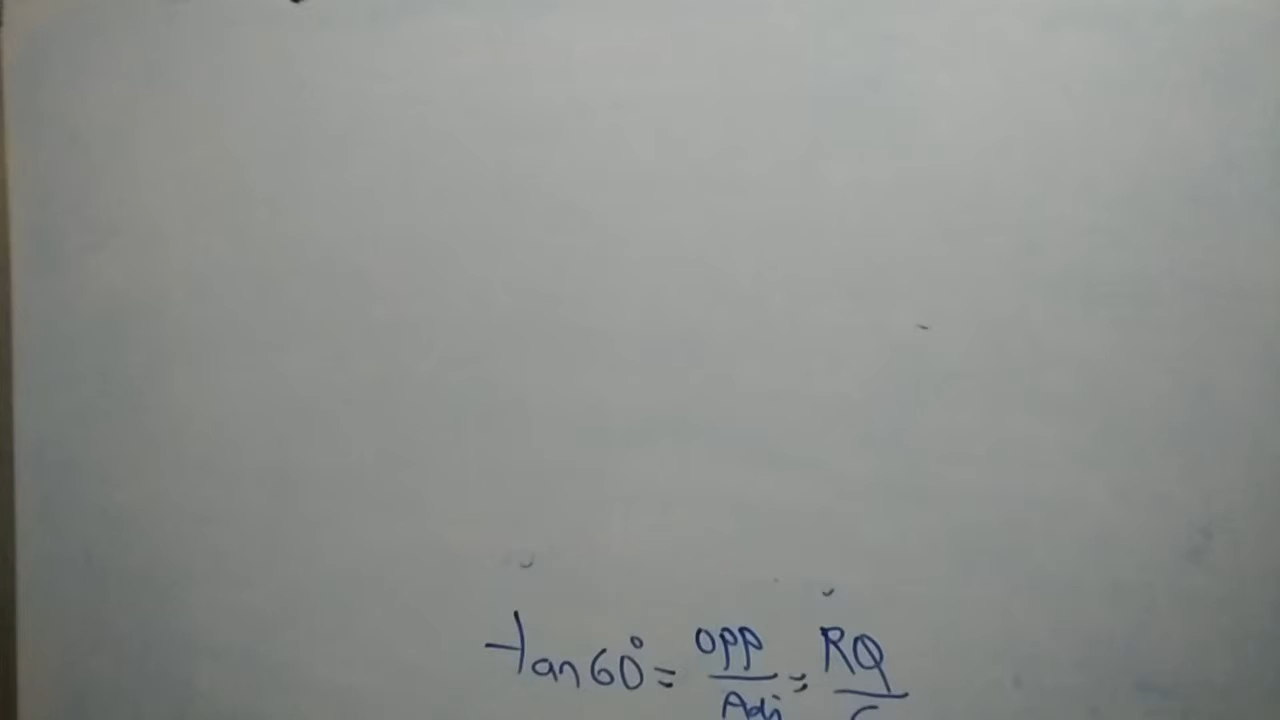 tan60° = opp/Adj = RQ/